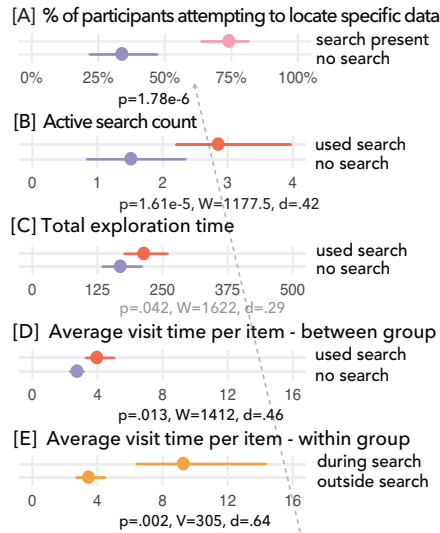 [A] % of participants attempting to locate specific data
search present
no search
0% 25% 50% 75% 100%
p=1.78e-6
[B] Active search count
used search
no search
0 1 2 3 4
p=1.61e-5, W=1177.5, d=.42
[C] Total exploration time
used search
no search
0 125 250 375 500
p=.042, W=1622, d=.29
[D] Average visit time per item - between group
used search
no search
0 4 8 12 16
p=.013, W=1412, d=.46
[E] Average visit time per item - within group
during search
outside search
0 4 8 12 16
p=.002, V=305, d=.64